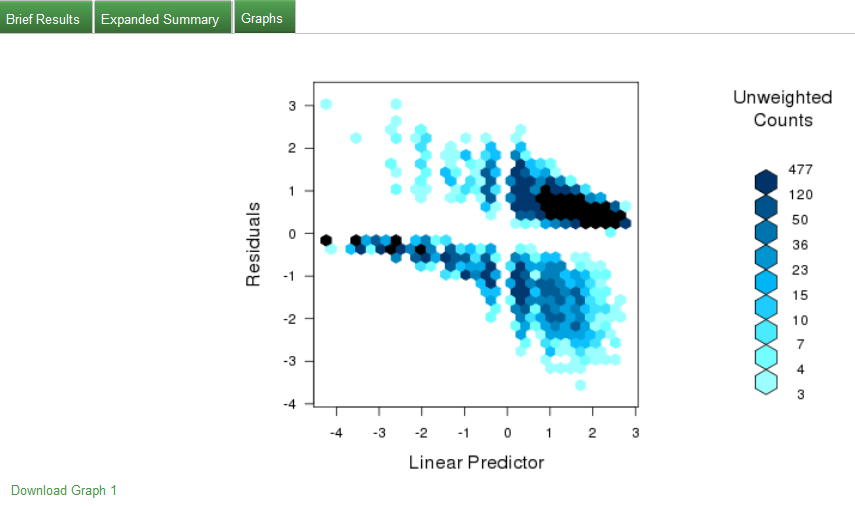 Brief Results
Expanded Summary
Graphs
Unweighted
Counts
477
120
50
36
23
15
10
7
4
3
Residuals
3
2
1
0
-1
-2
-3
-4
-4 -3 -2 -1 0 1 2 3
Linear Predictor
Download Graph 1